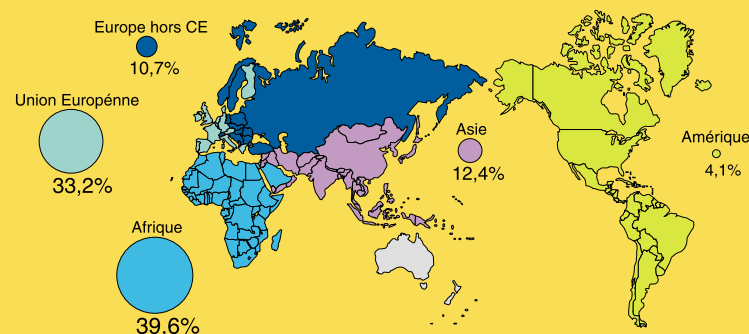 Europe hors CE
10,7%
Union Europénne
33,2%
Afrique
39,6%
Asie
12,4%
Amérique
4,1%